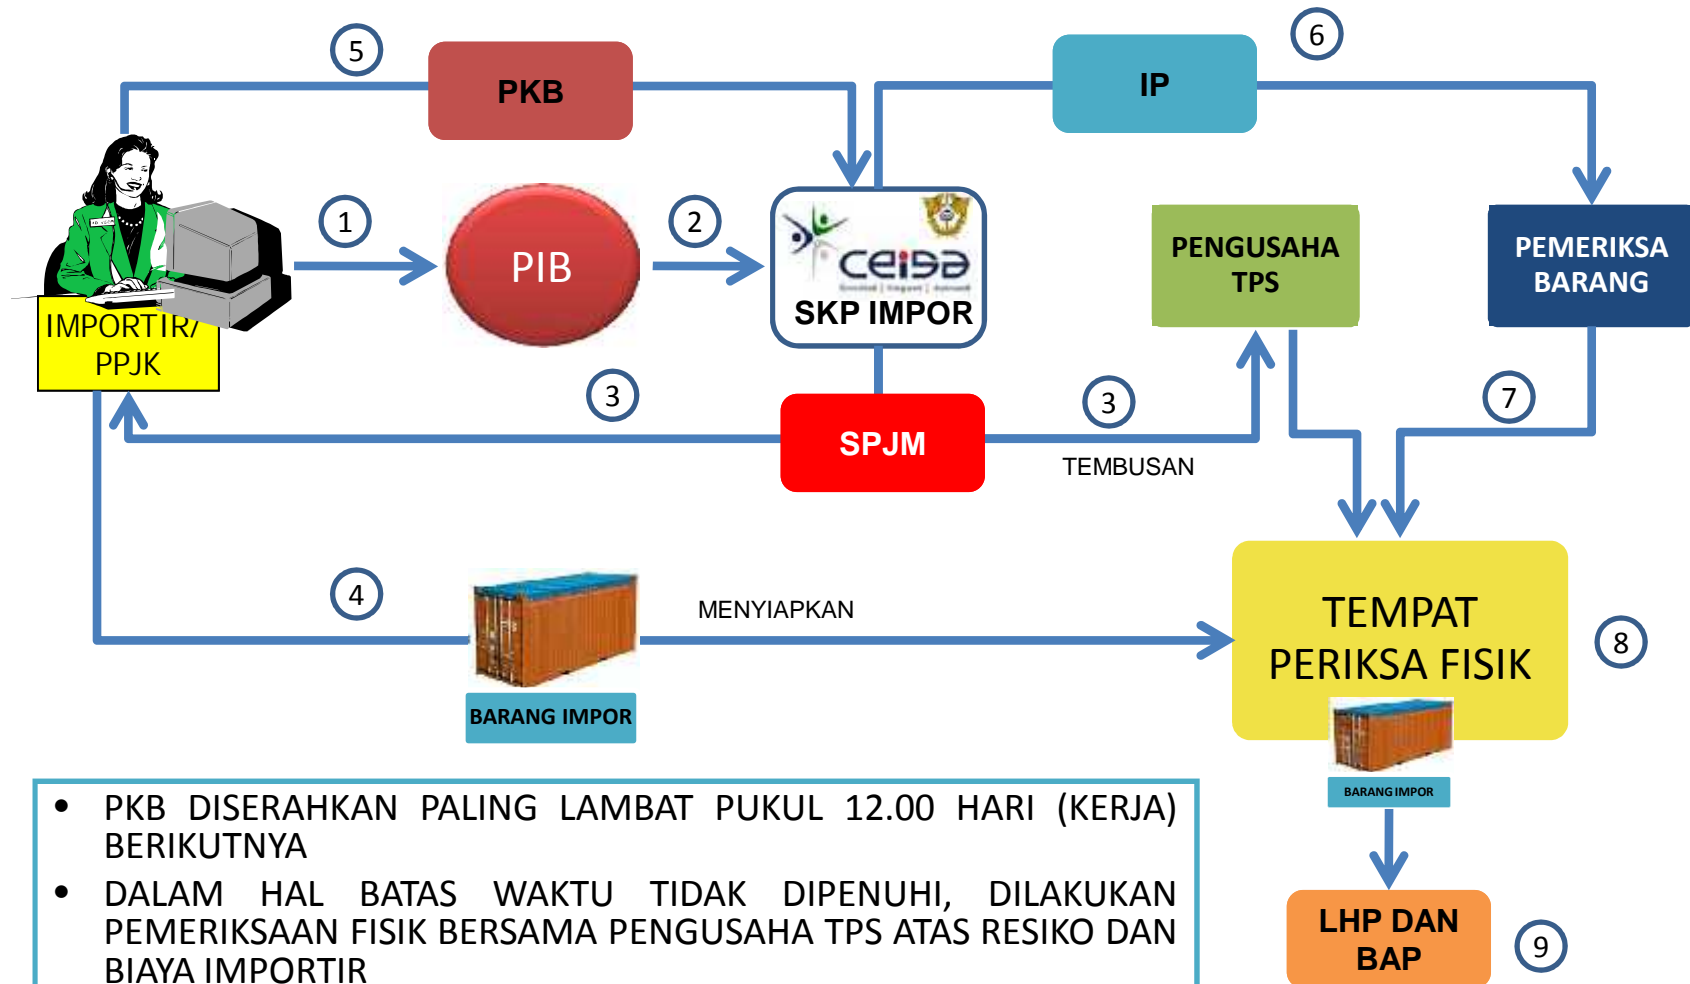 5
PKB
IP
6
1
PIB
2
ceisa
SKP IMPOR
PENGUSAHA
TPS
PEMERIKSA
BARANG
IMPORTIR/
PPJK
3
SPJM
3
TEMBUSAN
7
4
MENYIAPKAN
BARANG IMPOR
TEMPAT
PERIKSA FISIK
8
BARANG IMPOR
• PKB DISERAHKAN PALING LAMBAT PUKUL 12.00 HARI (KERJA)
BERIKUTNYA
• DALAM HAL BATAS WAKTU TIDAK DIPENUHI, DILAKUKAN
PEMERIKSAAN FISIK BERSAMA PENGUSAHA TPS ATAS RESIKO DAN
BIAYA IMPORTIR
LHP DAN
BAP
9